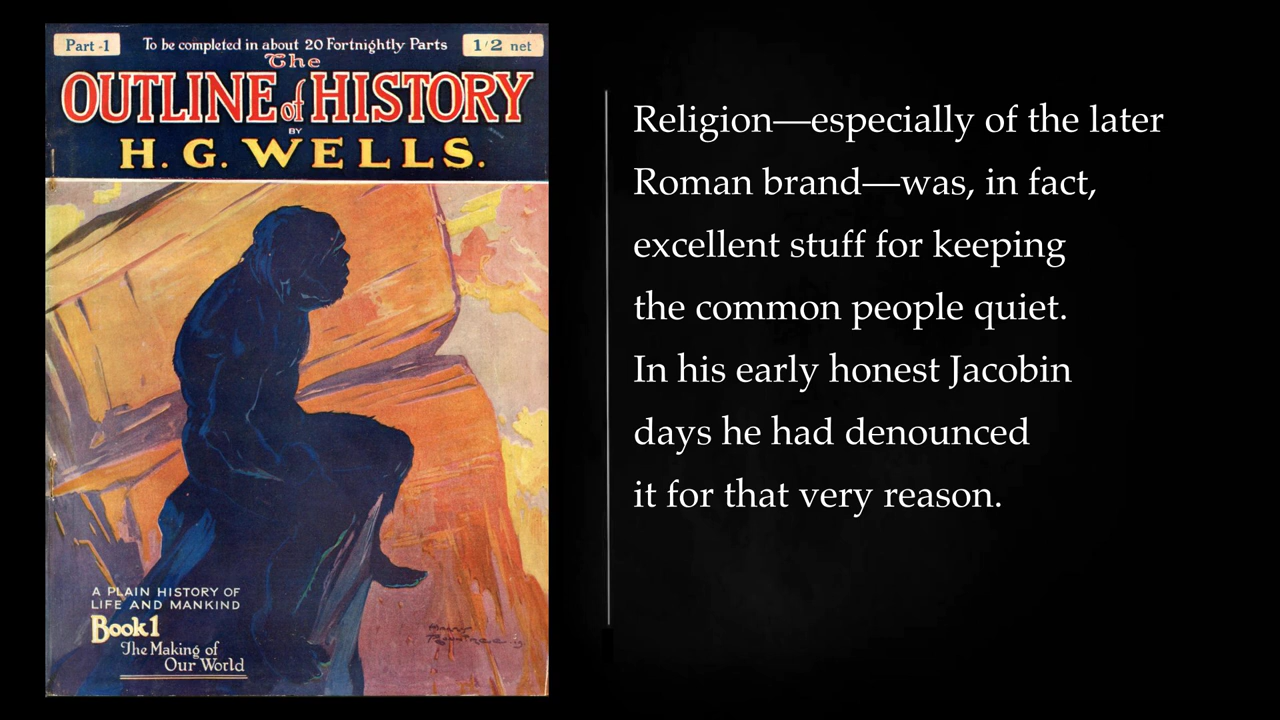 Part -1
To be completed in about 20 Fortnightly Parts
1/2 net
The
OUTLINE of HISTORY
BY
H. G. WELLS.
A PLAIN HISTORY OF
LIFE AND MANKIND
Book 1
The Making of
Our World
Religion—especially of the later
Roman brand—was, in fact,
excellent stuff for keeping
the common people quiet.
In his early honest Jacobin
days he had denounced
it for that very reason.